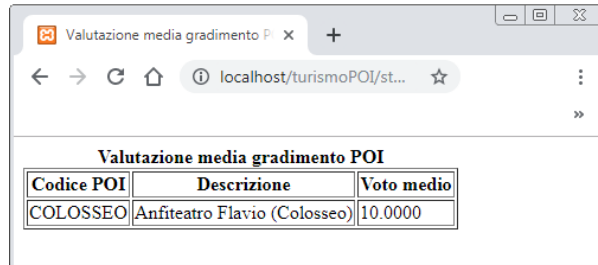 Valutazione media gradimento P
localhost/turismoPOI/st...
Valutazione media gradimento POI
Codice POI Descrizione Voto medio
COLOSSEO Anfiteatro Flavio (Colosseo) 10.0000